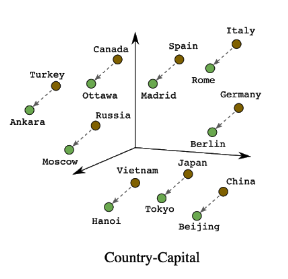 Italy
Canada
Spain
Turkey
Rome
Ottawa
Madrid
Germany
Ankara
Russia
Berlin
Moscow
Vietnam
Japan
China
Hanoi
Tokyo
Beijing
Country-Capital